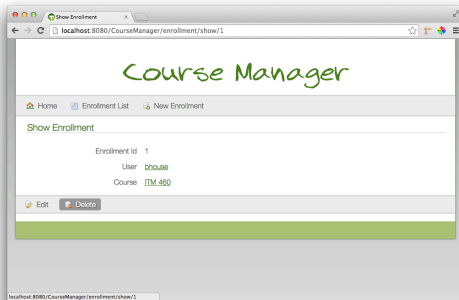 Show Enrollment
localhost:8080/CourseManager/enrollment/show/1
Course Manager
Home Enrollment List New Enrollment
Show Enrollment
Enrollment Id 1
User bhouse
Course ITM 460
Edit Delete
localhost:8080/CourseManager/enrollment/show/1